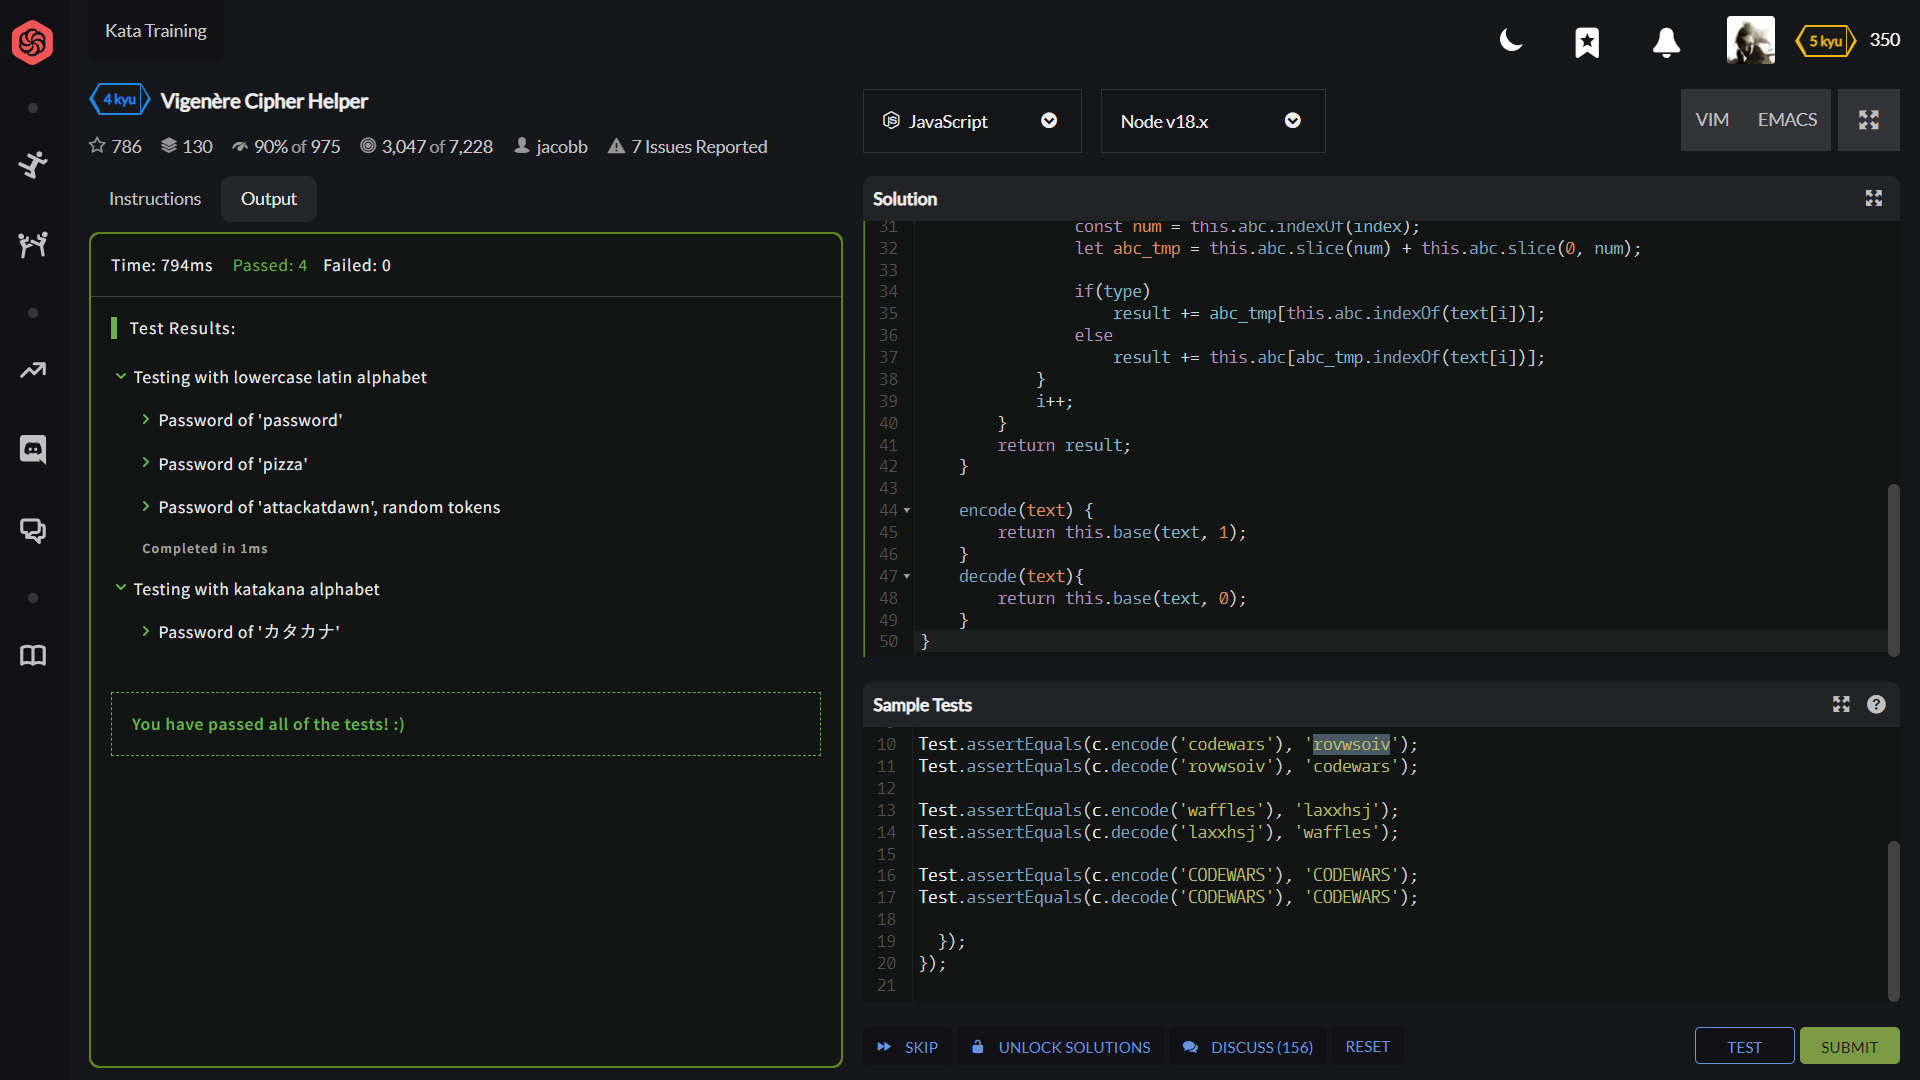 Kata Training
5 kyu
350
4 kyu
Vigenère Cipher Helper
786
130
90% of 975
3,047 of 7,228
jacobb
7 Issues Reported
JavaScript
Node v18.x
VIM
EMACS
Instructions
Output
Time: 794ms Passed: 4 Failed: 0
Test Results:
Testing with lowercase latin alphabet
Password of 'password'
Password of 'pizza'
Password of 'attackatdawn', random tokens
Completed in 1ms
Testing with katakana alphabet
Password of 'カタカナ'
You have passed all of the tests! :)
Solution
31 const num = this.abc.indexOf(index);
32 let abc_tmp = this.abc.slice(num) + this.abc.slice(0, num);
33
34 if(type)
35 result += abc_tmp[this.abc.indexOf(text[i])];
36 else
37 result += this.abc[abc_tmp.indexOf(text[i])];
38 }
39 i++;
40 }
41 return result;
42 }
43
44 encode(text) {
45 return this.base(text, 1);
46 }
47 decode(text){
48 return this.base(text, 0);
49 }
50 }
Sample Tests
10 Test.assertEquals(c.encode('codewars'), 'rovwsoiv');
11 Test.assertEquals(c.decode('rovwsoiv'), 'codewars');
12
13 Test.assertEquals(c.encode('waffles'), 'laxxhsj');
14 Test.assertEquals(c.decode('laxxhsj'), 'waffles');
15
16 Test.assertEquals(c.encode('CODEWARS'), 'CODEWARS');
17 Test.assertEquals(c.decode('CODEWARS'), 'CODEWARS');
18
19 });
20 });
21
SKIP
UNLOCK SOLUTIONS
DISCUSS (156)
RESET
TEST
SUBMIT